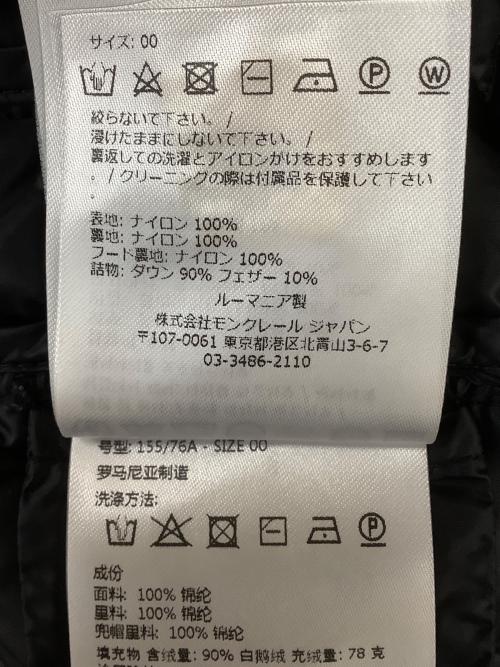 サイズ: 00
P W
絞らないで下さい。 /
浸けたままにしないで下さい。 /
裏返しての洗濯とアイロンがけをおすすめします
。 / クリーニングの際は付属品を保護して下さい
。
表地: ナイロン 100%
裏地: ナイロン 100%
フード裏地: ナイロン 100%
詰物: ダウン 90% フェザー 10%
ルーマニア製
株式会社モンクレール ジャパン
〒107-0061 東京都港区北青山3-6-7
03-3486-2110
号型: 155/76A - SIZE 00
罗马尼亚制造
洗涤方法:
P
成份
面料: 100% 锦纶
里料: 100% 锦纶
兜帽里料: 100% 锦纶
填充物 含绒量: 90% 白鹅绒 充绒量: 78 克